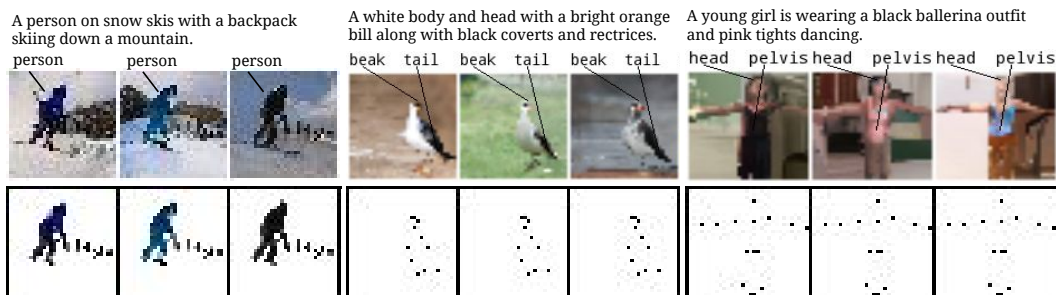 A person on snow skis with a backpack
skiing down a mountain.
person person person
A white body and head with a bright orange
bill along with black coverts and rectrices.
beak tail beak tail beak tail
A young girl is wearing a black ballerina outfit
and pink tights dancing.
head pelvis head pelvis head pelvis